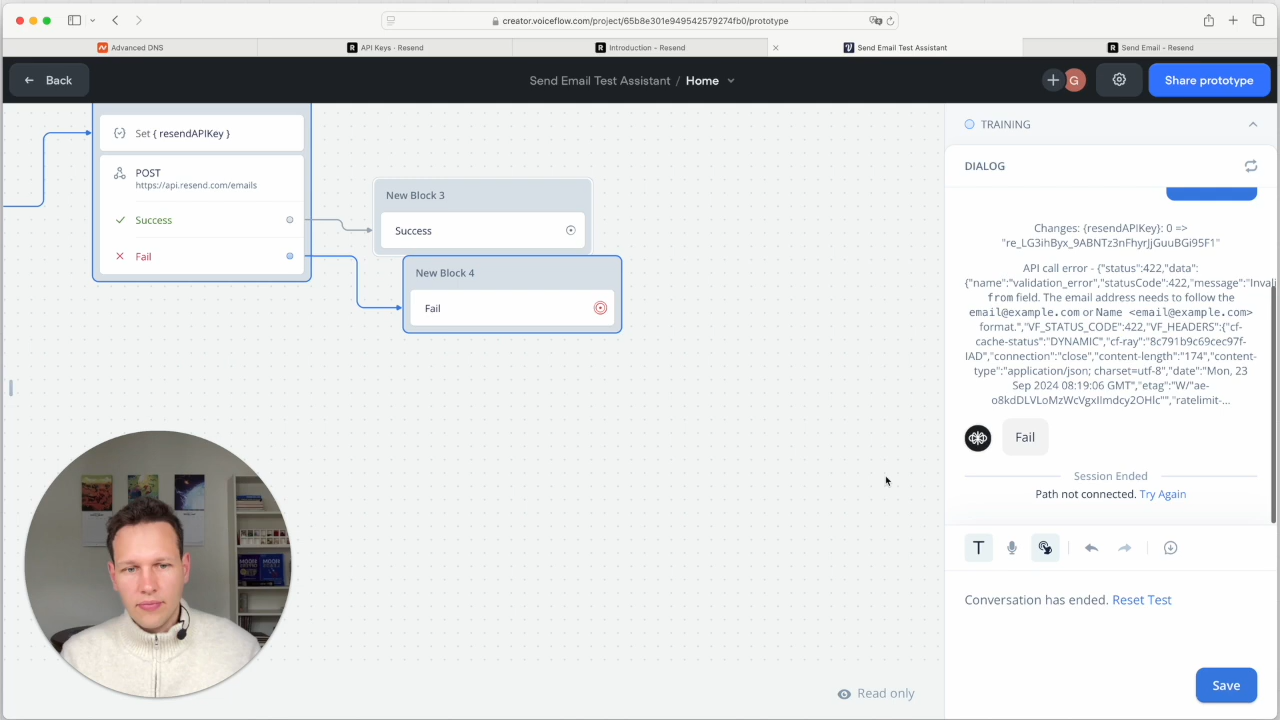 creator.voiceflow.com/project/65b8e301e949542579274fb0/prototype
Advanced DNS
API Keys · Resend
Introduction – Resend
Send Email Test Assistant
Send Email - Resend
Back
Send Email Test Assistant / Home
G
Share prototype
Set { resendAPIKey }
POST
https://api.resend.com/emails
Success
Fail
New Block 3
Success
New Block 4
Fail
Read only
TRAINING
DIALOG
Changes: {resendAPIKey}: 0 =>
"re_LG3ihByx_9ABNTz3nFhyrJjGuuBGi95F1"
API call error - {"status":422,"data":
{"name":"validation_error","statusCode":422,"message":"Invali
from field. The email address needs to follow the
email@example.com or Name <email@example.com>
format.","VF_STATUS_CODE":422,"VF_HEADERS":{"cf-
cache-status":"DYNAMIC","cf-ray":"8c791b9c69cec97f-
IAD","connection":"close","content-length":"174","content-
type":"application/json; charset=utf-8","date":"Mon, 23
Sep 2024 08:19:06 GMT","etag":"W/"ae-
o8kdDLVLoMzWcVgxIImdcy2OHlc"","ratelimit-...
Fail
Session Ended
Path not connected. Try Again
T
Conversation has ended. Reset Test
Save